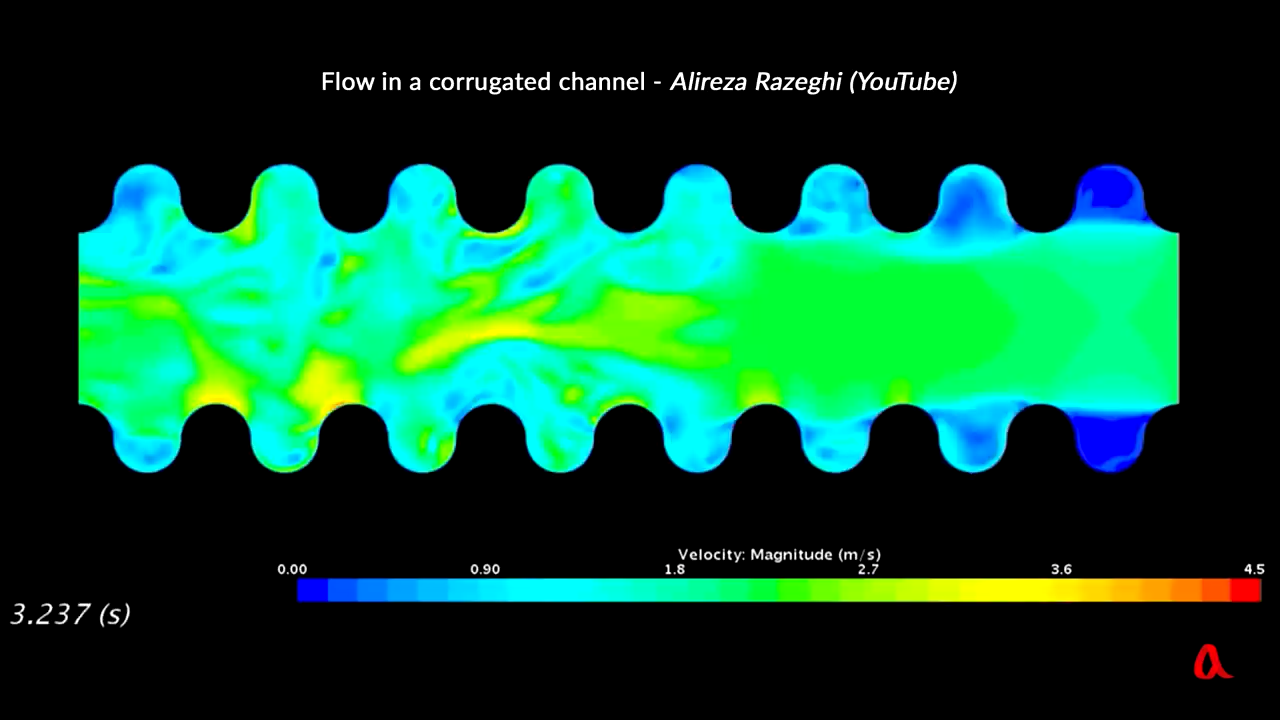 Flow in a corrugated channel - Alireza Razeghi (YouTube)
Velocity: Magnitude (m/s)
0.00 0.90 1.8 2.7 3.6 4.5
3.237 (s)
a